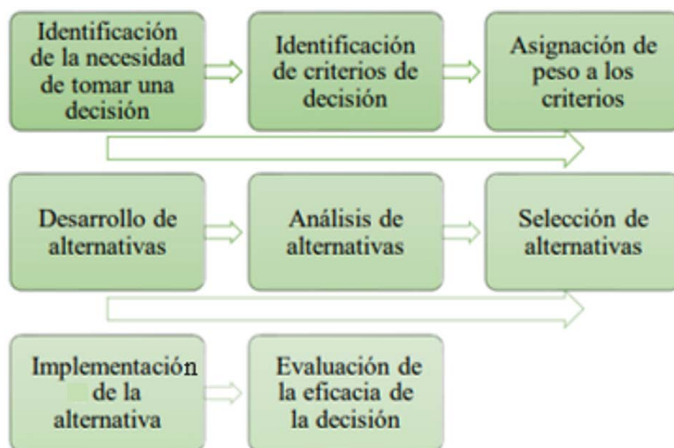 Identificación
de la necesidad
de tomar una
decisión
Identificación
de criterios de
decisión
Asignación de
peso a los
criterios
Desarrollo de
alternativas
Análisis de
alternativas
Selección de
alternativas
Implementación
de la
alternativa
Evaluación de
la eficacia de
la decisión